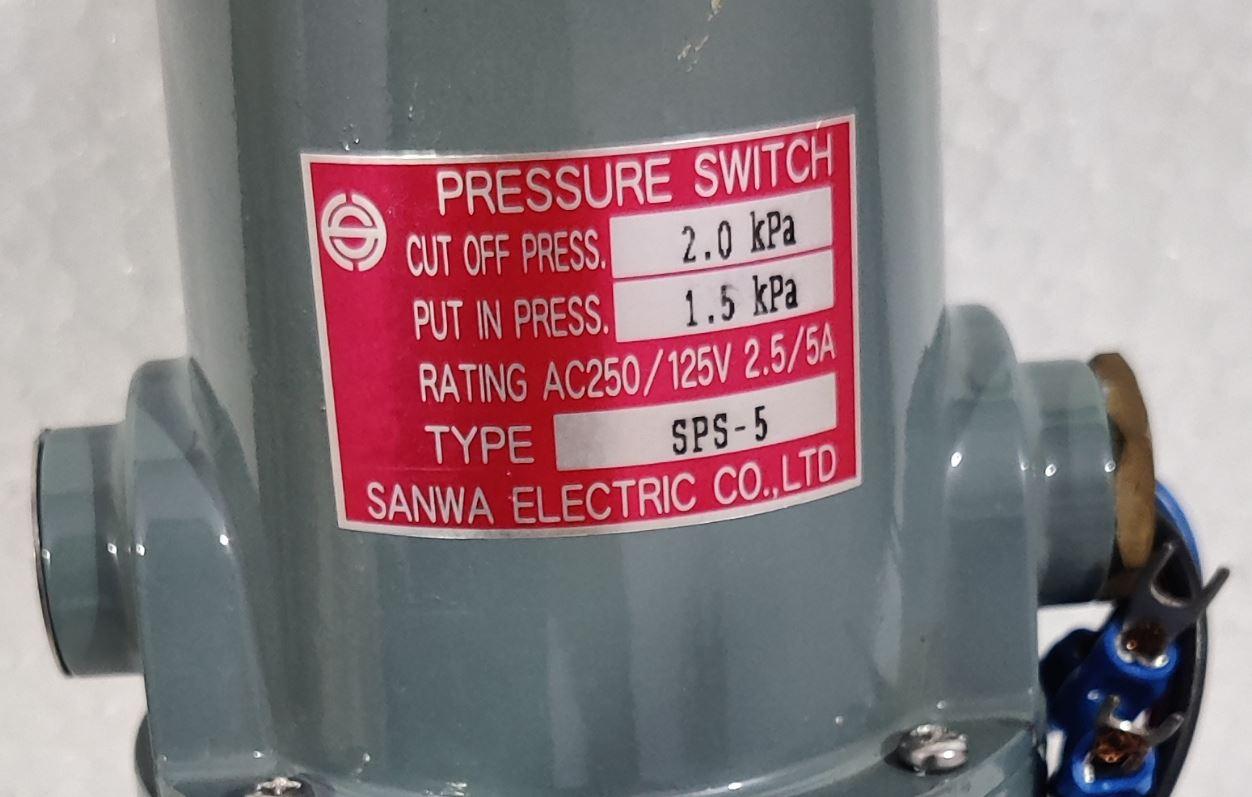 PRESSURE SWITCH
CUT OFF PRESS. 2.0 kPa
PUT IN PRESS. 1.5 kPa
RATING AC250/125V 2.5/5A
TYPE SPS-5
SANWA ELECTRIC CO.,LTD